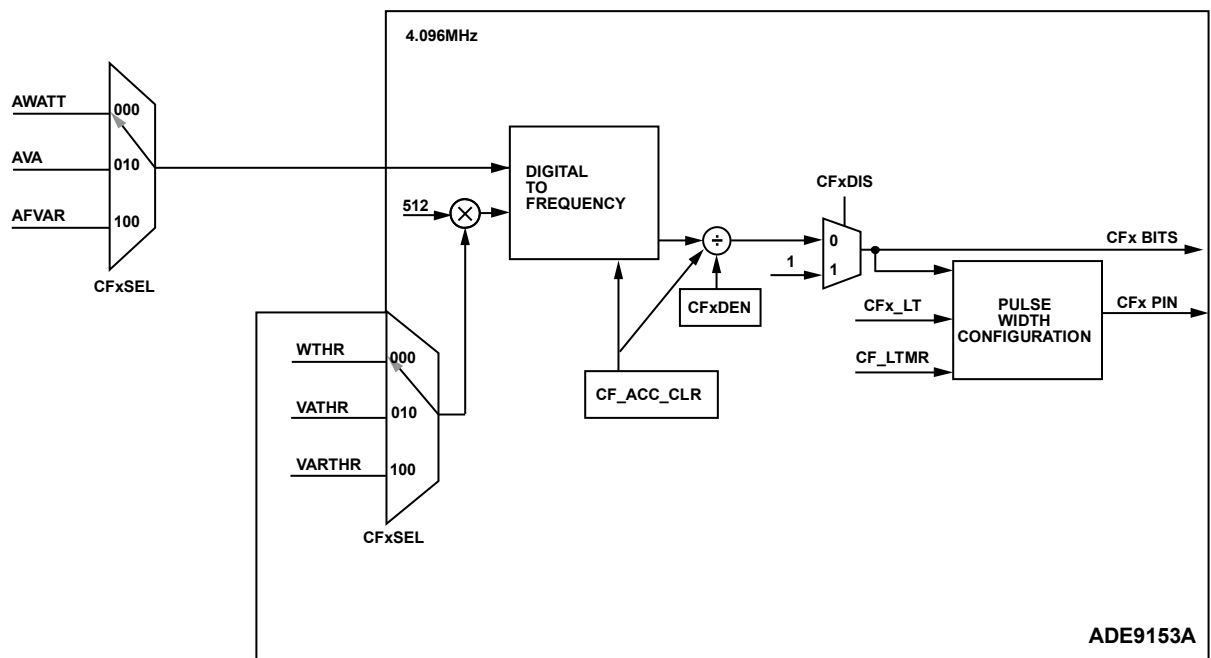 4.096MHz
AWATT
000
AVA
010
AFVAR
100
CFxSEL
DIGITAL
TO
FREQUENCY
512
×
÷
CFxDEN
CF_ACC_CLR
CFxDIS
0
1
1
CFx BITS
CFx_LT
CF_LTMR
PULSE
WIDTH
CONFIGURATION
CFx PIN
WTHR
000
VATHR
010
VARTHR
100
CFxSEL
ADE9153A